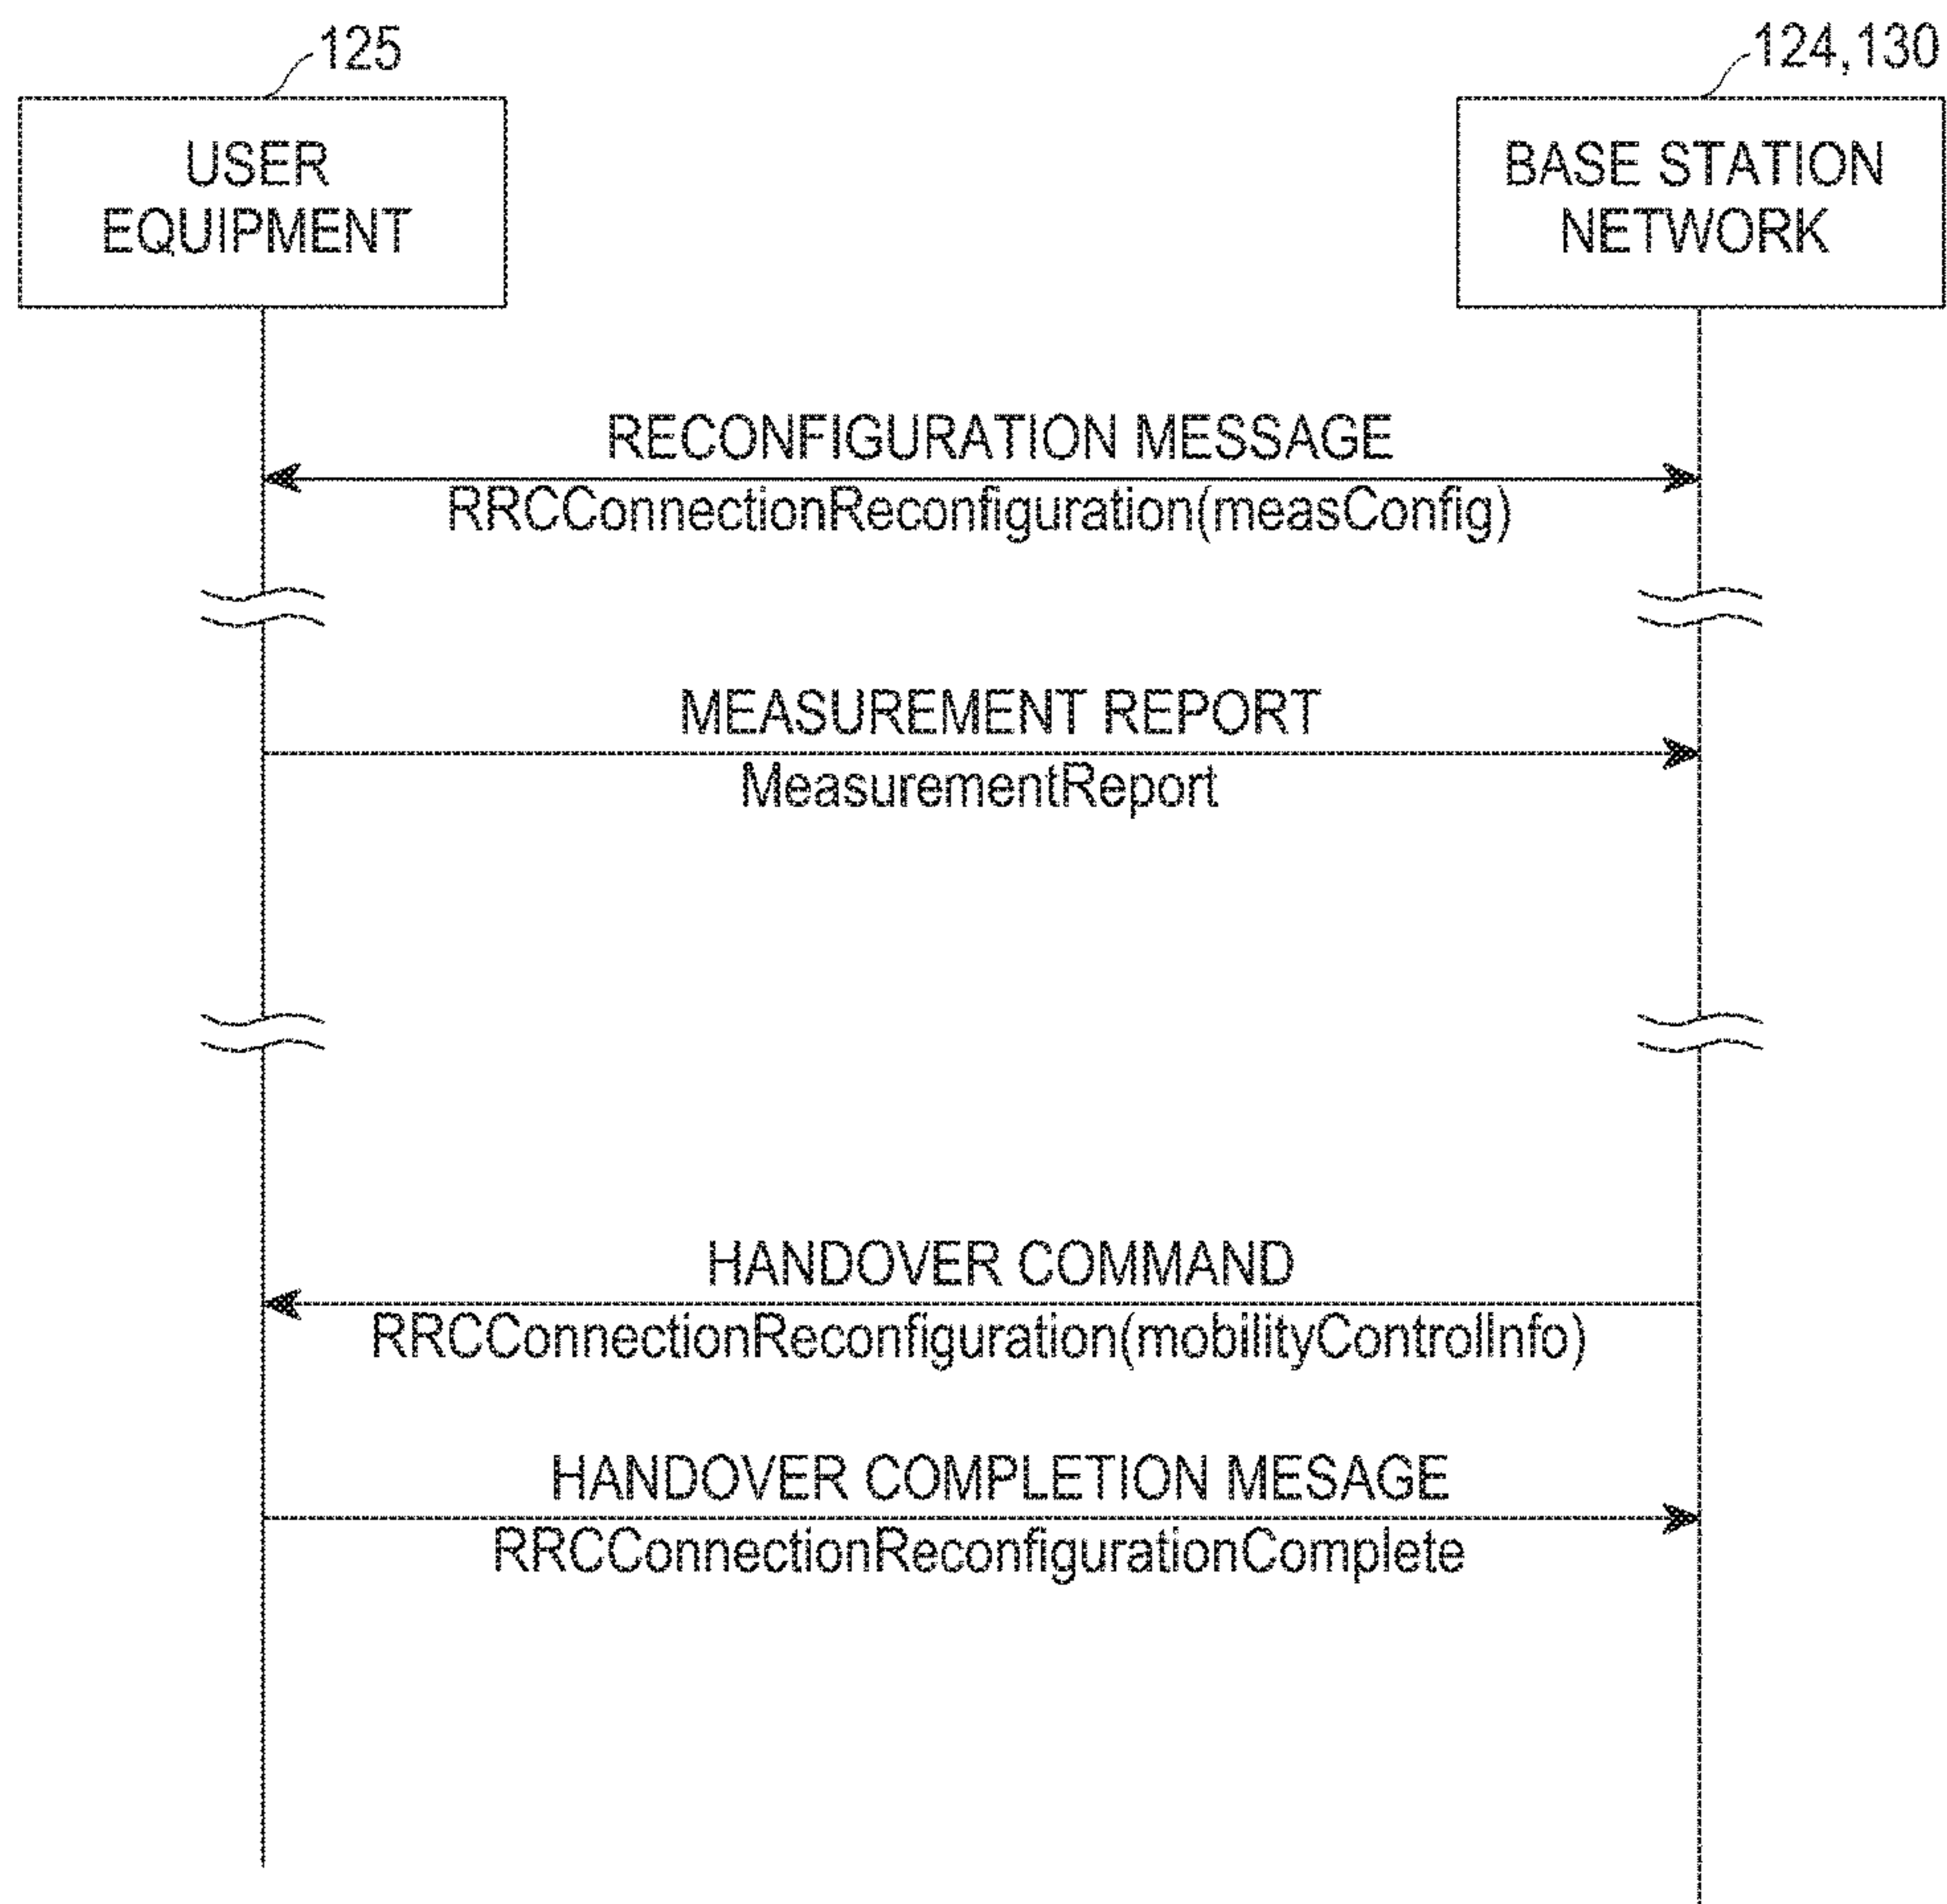 125
124,130
USER
EQUIPMENT
BASE STATION
NETWORK
RECONFIGURATION MESSAGE
RRCConnectionReconfiguration(measConfig)
MEASUREMENT REPORT
MeasurementReport
HANDOVER COMMAND
RRCConnectionReconfiguration(mobilityControlInfo)
HANDOVER COMPLETION MESAGE
RRCConnectionReconfigurationComplete